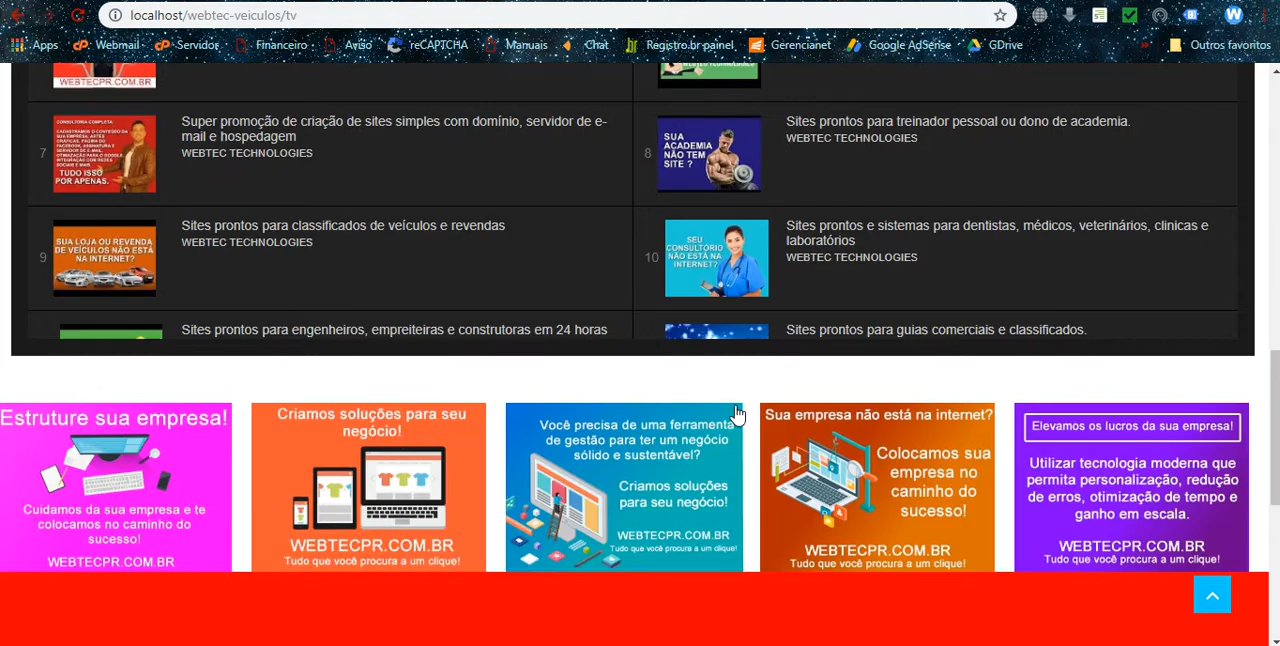 localhost/webtec-veiculos/tv
W
Apps Webmail Servidor Financeiro Aviso reCAPTCHA Manuais Chat Registro.br painel Gerencianet Google AdSense GDrive » Outros favoritos
WEBTECPR.COM.BR
7
CONSULTORIA COMPLETA
TUDO ISSO
POR APENAS.
Super promoção de criação de sites simples com domínio, servidor de e-
mail e hospedagem
WEBTEC TECHNOLOGIES
8
SUA
ACADEMIA
NÃO TEM
SITE ?
Sites prontos para treinador pessoal ou dono de academia.
WEBTEC TECHNOLOGIES
9
SUA LOJA OU REVENDA
DE VEÍCULOS NÃO ESTÁ
NA INTERNET?
Sites prontos para classificados de veículos e revendas
WEBTEC TECHNOLOGIES
10
SEU
CONSULTÓRIO
NÃO ESTÁ NA
INTERNET?
Sites prontos e sistemas para dentistas, médicos, veterinários, clinicas e
laboratórios
WEBTEC TECHNOLOGIES
Sites prontos para engenheiros, empreiteiras e construtoras em 24 horas
Sites prontos para guias comerciais e classificados.
Estruture sua empresa!
Cuidamos da sua empresa e te
colocamos no caminho do
sucesso!
WEBTECPR.COM.BR
Criamos soluções para seu
negócio!
WEBTECPR.COM.BR
Tudo que você procura a um clique!
Você precisa de uma ferramenta
de gestão para ter um negócio
sólido e sustentável?
Criamos soluções
para seu negócio!
WEBTECPR.COM.BR
Tudo que você procura a um clique!
Sua empresa não está na internet?
Colocamos sua
empresa no
caminho do
sucesso!
WEBTECPR.COM.BR
Tudo que você procura a um clique!
Elevamos os lucros da sua empresa!
Utilizar tecnologia moderna que
permita personalização, redução
de erros, otimização de tempo e
ganho em escala.
WEBTECPR.COM.BR
Tudo que você procura a um clique!